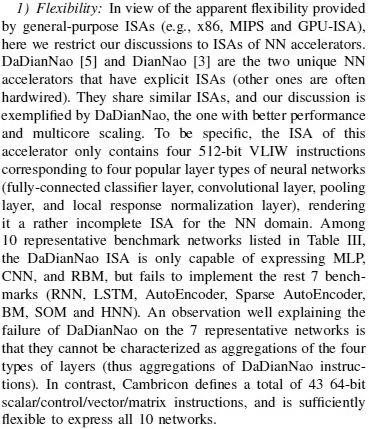 1) Flexibility: In view of the apparent flexibility provided
by general-purpose ISAs (e.g., x86, MIPS and GPU-ISA),
here we restrict our discussions to ISAs of NN accelerators.
DaDianNao [5] and DianNao [3] are the two unique NN
accelerators that have explicit ISAs (other ones are often
hardwired). They share similar ISAs, and our discussion is
exemplified by DaDianNao, the one with better performance
and multicore scaling. To be specific, the ISA of this
accelerator only contains four 512-bit VLIW instructions
corresponding to four popular layer types of neural networks
(fully-connected classifier layer, convolutional layer, pooling
layer, and local response normalization layer), rendering
it a rather incomplete ISA for the NN domain. Among
10 representative benchmark networks listed in Table III,
the DaDianNao ISA is only capable of expressing MLP,
CNN, and RBM, but fails to implement the rest 7 bench-
marks (RNN, LSTM, AutoEncoder, Sparse AutoEncoder,
BM, SOM and HNN). An observation well explaining the
failure of DaDianNao on the 7 representative networks is
that they cannot be characterized as aggregations of the four
types of layers (thus aggregations of DaDianNao instruc-
tions). In contrast, Cambricon defines a total of 43 64-bit
scalar/control/vector/matrix instructions, and is sufficiently
flexible to express all 10 networks.